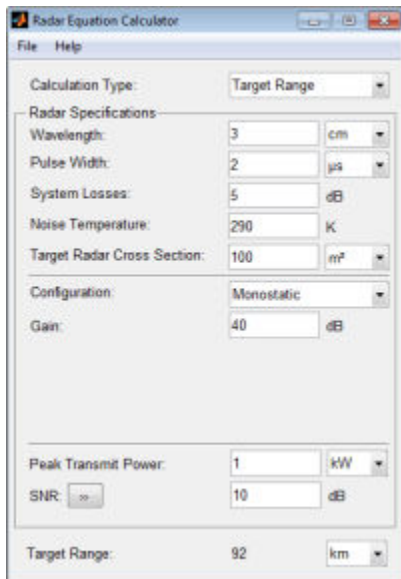 Radar Equation Calculator
File Help
Calculation Type: Target Range
Radar Specifications
Wavelength: 3 cm
Pulse Width: 2 µs
System Losses: 5 dB
Noise Temperature: 290 K
Target Radar Cross Section: 100 m²
Configuration: Monostatic
Gain: 40 dB
Peak Transmit Power: 1 kW
SNR: » 10 dB
Target Range: 92 km